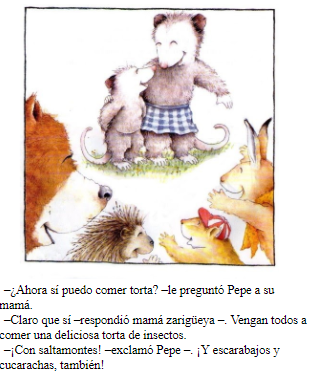 –¿Ahora sí puedo comer torta? –le preguntó Pepe a su
mamá.
–Claro que sí –respondió mamá zarigüeya –. Vengan todos a
comer una deliciosa torta de insectos.
–¡Con saltamontes! –exclamó Pepe –. ¡Y escarabajos y
cucarachas, también!